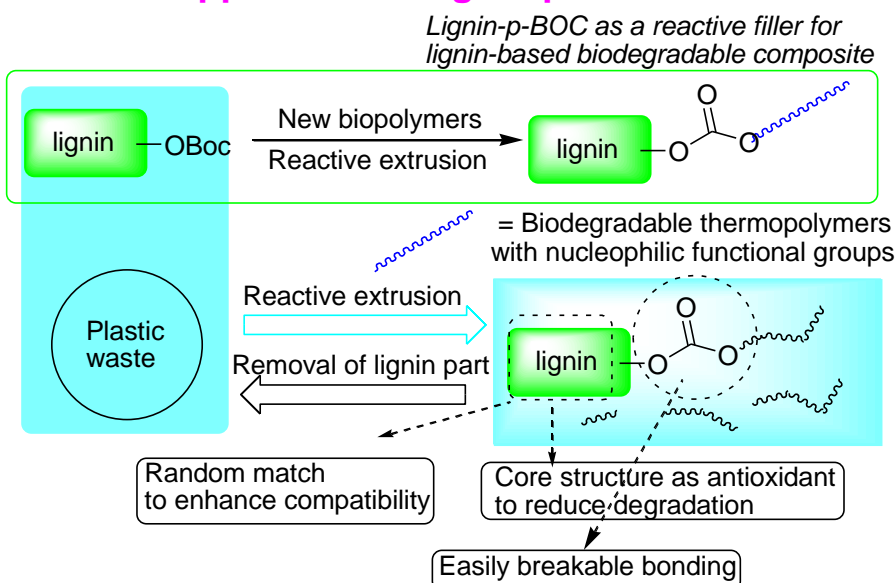 Lignin-p-BOC as a reactive filler for
lignin-based biodegradable composite
lignin
OBoc
New biopolymers
Reactive extrusion
lignin
O
O
O
= Biodegradable thermopolymers
with nucleophilic functional groups
Plastic
waste
Reactive extrusion
Removal of lignin part
lignin
O
O
O
Random match
to enhance compatibility
Core structure as antioxidant
to reduce degradation
Easily breakable bonding